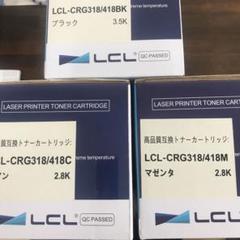 LCL-CRG318/418BK
ブラック
3.5K
LCL
QC PASSED
LASER PRINTER TONER CARTRIDGE
高品質互換トナーカートリッジ:
L-CRG318/418C
ン
2.8K
LCL
QC PASSED
LASER PRINTER TONER CARTRIDGE
高品質互換トナーカートリッジ:
LCL-CRG318/418M
マゼンタ
2.8K
LCL